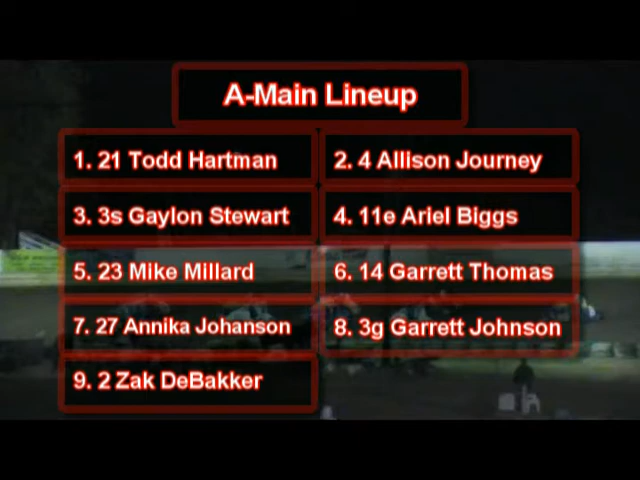 A-Main Lineup
1. 21 Todd Hartman
2. 4 Allison Journey
3. 3s Gaylon Stewart
4. 11e Ariel Biggs
5. 23 Mike Millard
6. 14 Garrett Thomas
7. 27 Annika Johanson
8. 3g Garrett Johnson
9. 2 Zak DeBakker